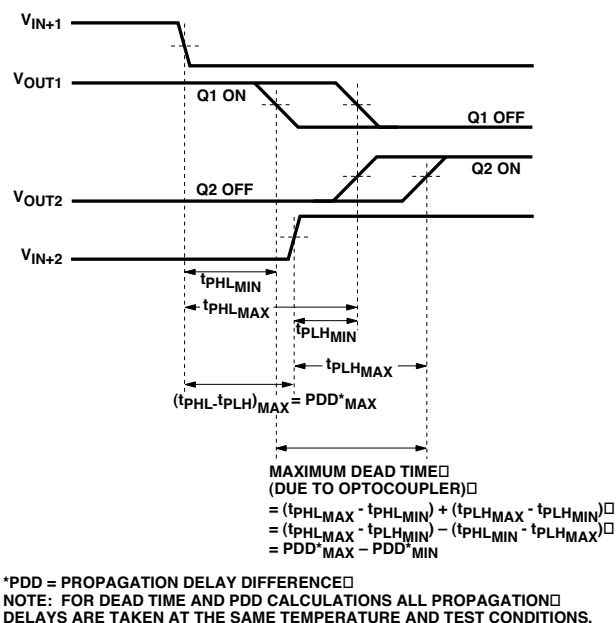 VIN+1
VOUT1
Q1 ON
Q1 OFF
Q2 ON
Q2 OFF
VOUT2
VIN+2
tPHLMIN
tPHLMAX
tPLHMIN
tPLHMAX
(tPHL-tPLH)MAX = PDD*MAX
MAXIMUM DEAD TIME□
(DUE TO OPTOCOUPLER)□
= (tPHLMAX - tPHLMIN) + (tPLHMAX - tPLHMIN)□
= (tPHLMAX - tPLHMIN) – (tPHLMIN - tPLHMAX)□
= PDD*MAX – PDD*MIN
*PDD = PROPAGATION DELAY DIFFERENCE□
NOTE: FOR DEAD TIME AND PDD CALCULATIONS ALL PROPAGATION□
DELAYS ARE TAKEN AT THE SAME TEMPERATURE AND TEST CONDITIONS.